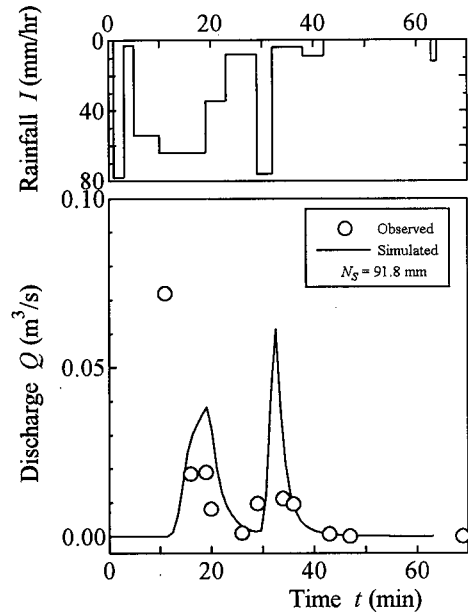 0 20 40 60
Rainfall I (mm/hr)
0
40
80
0.10
Observed
Simulated
N_S = 91.8 mm
Discharge Q (m³/s)
0.05
0.00
0 20 40 60
Time t (min)